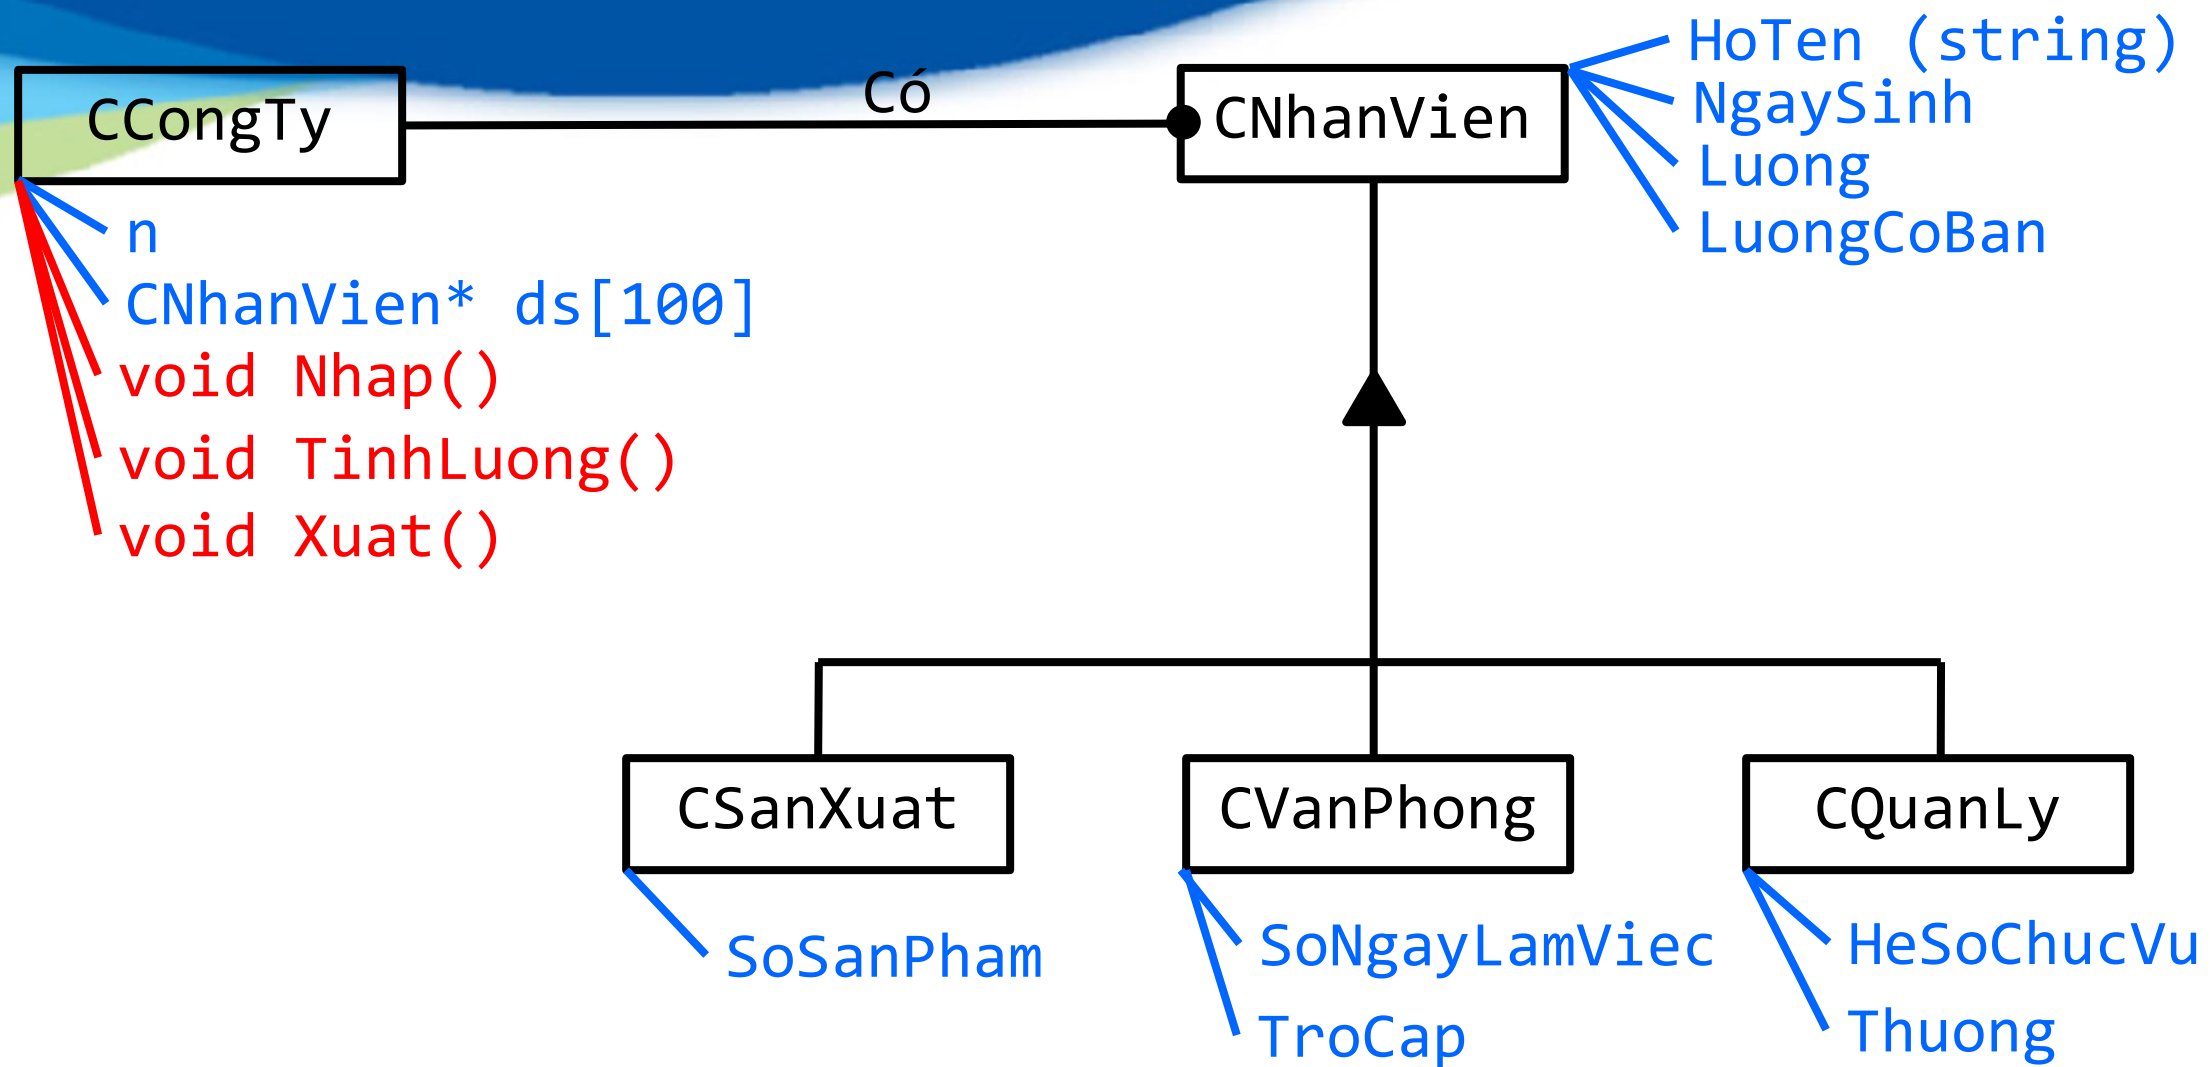 CCongTy
n
CNhanVien* ds[100]
void Nhap()
void TinhLuong()
void Xuat()
Có
CNhanVien
HoTen (string)
NgaySinh
Luong
LuongCoBan
CSanXuat
SoSanPham
CVanPhong
SoNgayLamViec
TroCap
CQuanLy
HeSoChucVu
Thuong